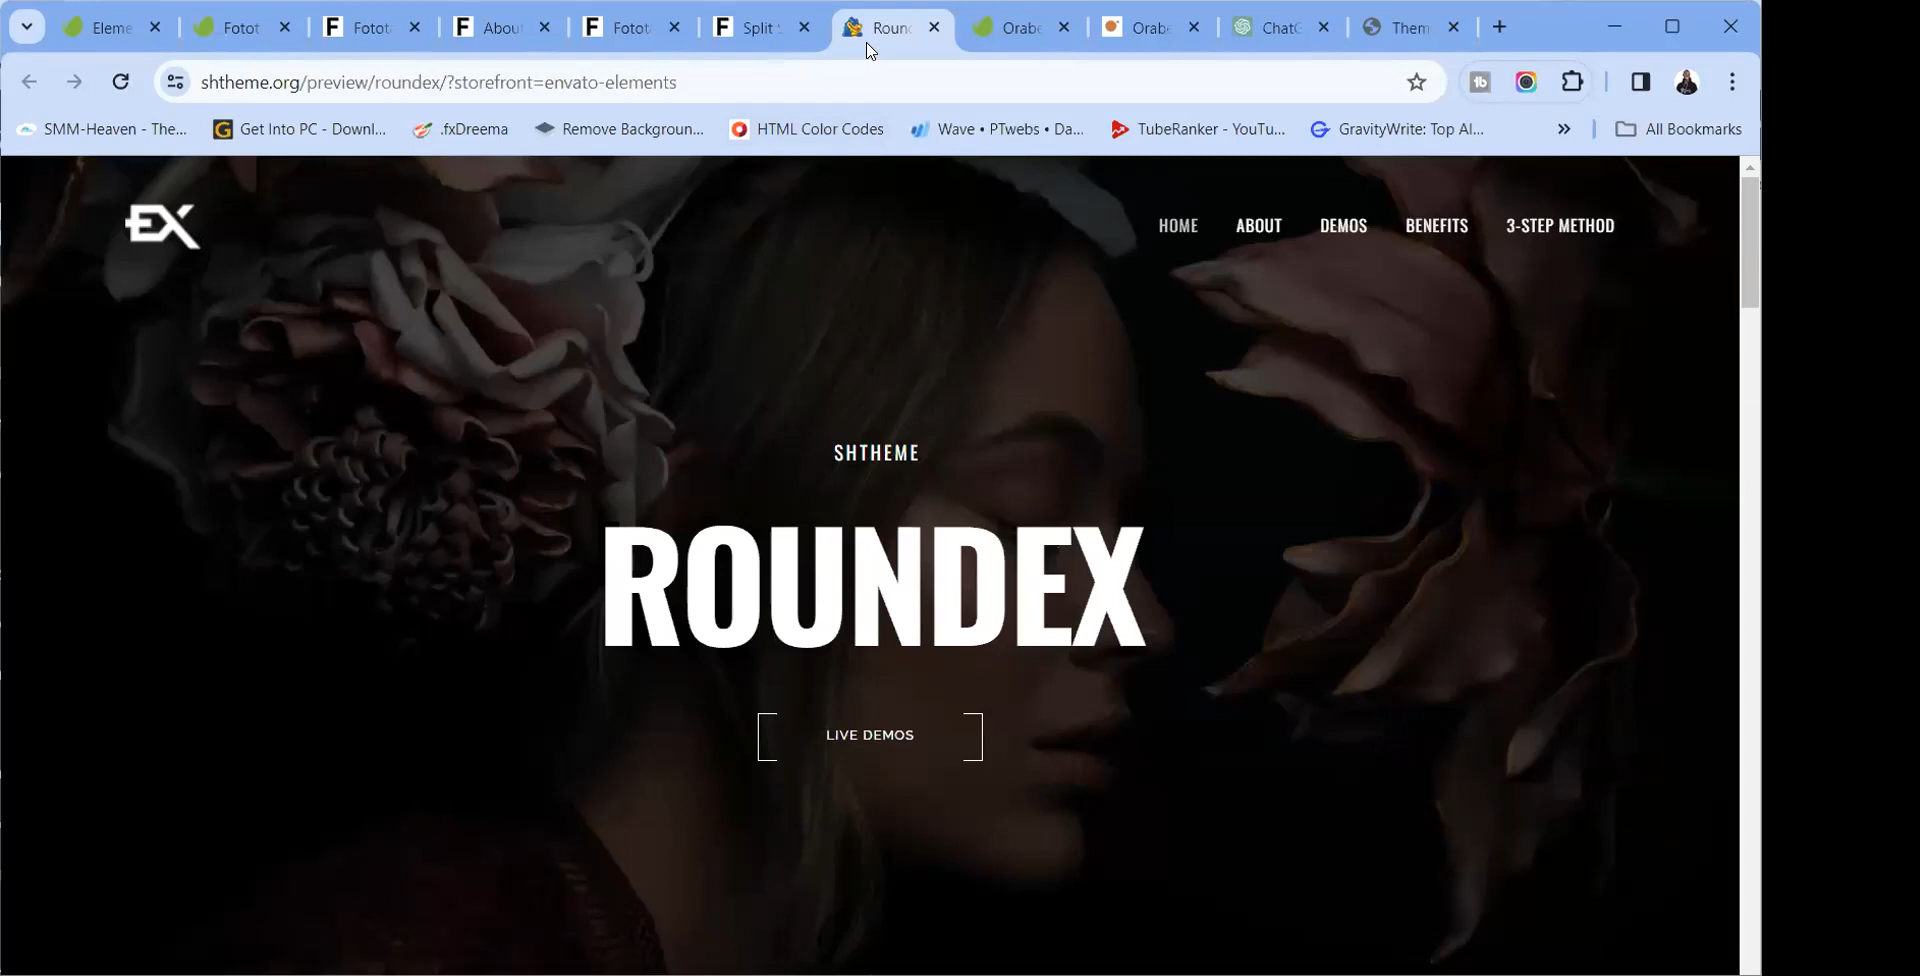 Eleme
Fotot
Fotot
About
Fotot
Split S
Round
Orabe
Orabe
ChatG
Them
shtheme.org/preview/roundex/?storefront=envato-elements
SMM-Heaven - The...
Get Into PC - Downl...
.fxDreema
Remove Backgroun...
HTML Color Codes
Wave • PTwebs • Da...
TubeRanker - YouTu...
GravityWrite: Top AI...
All Bookmarks
EX
HOME
ABOUT
DEMOS
BENEFITS
3-STEP METHOD
SHTHEME
ROUNDEX
LIVE DEMOS